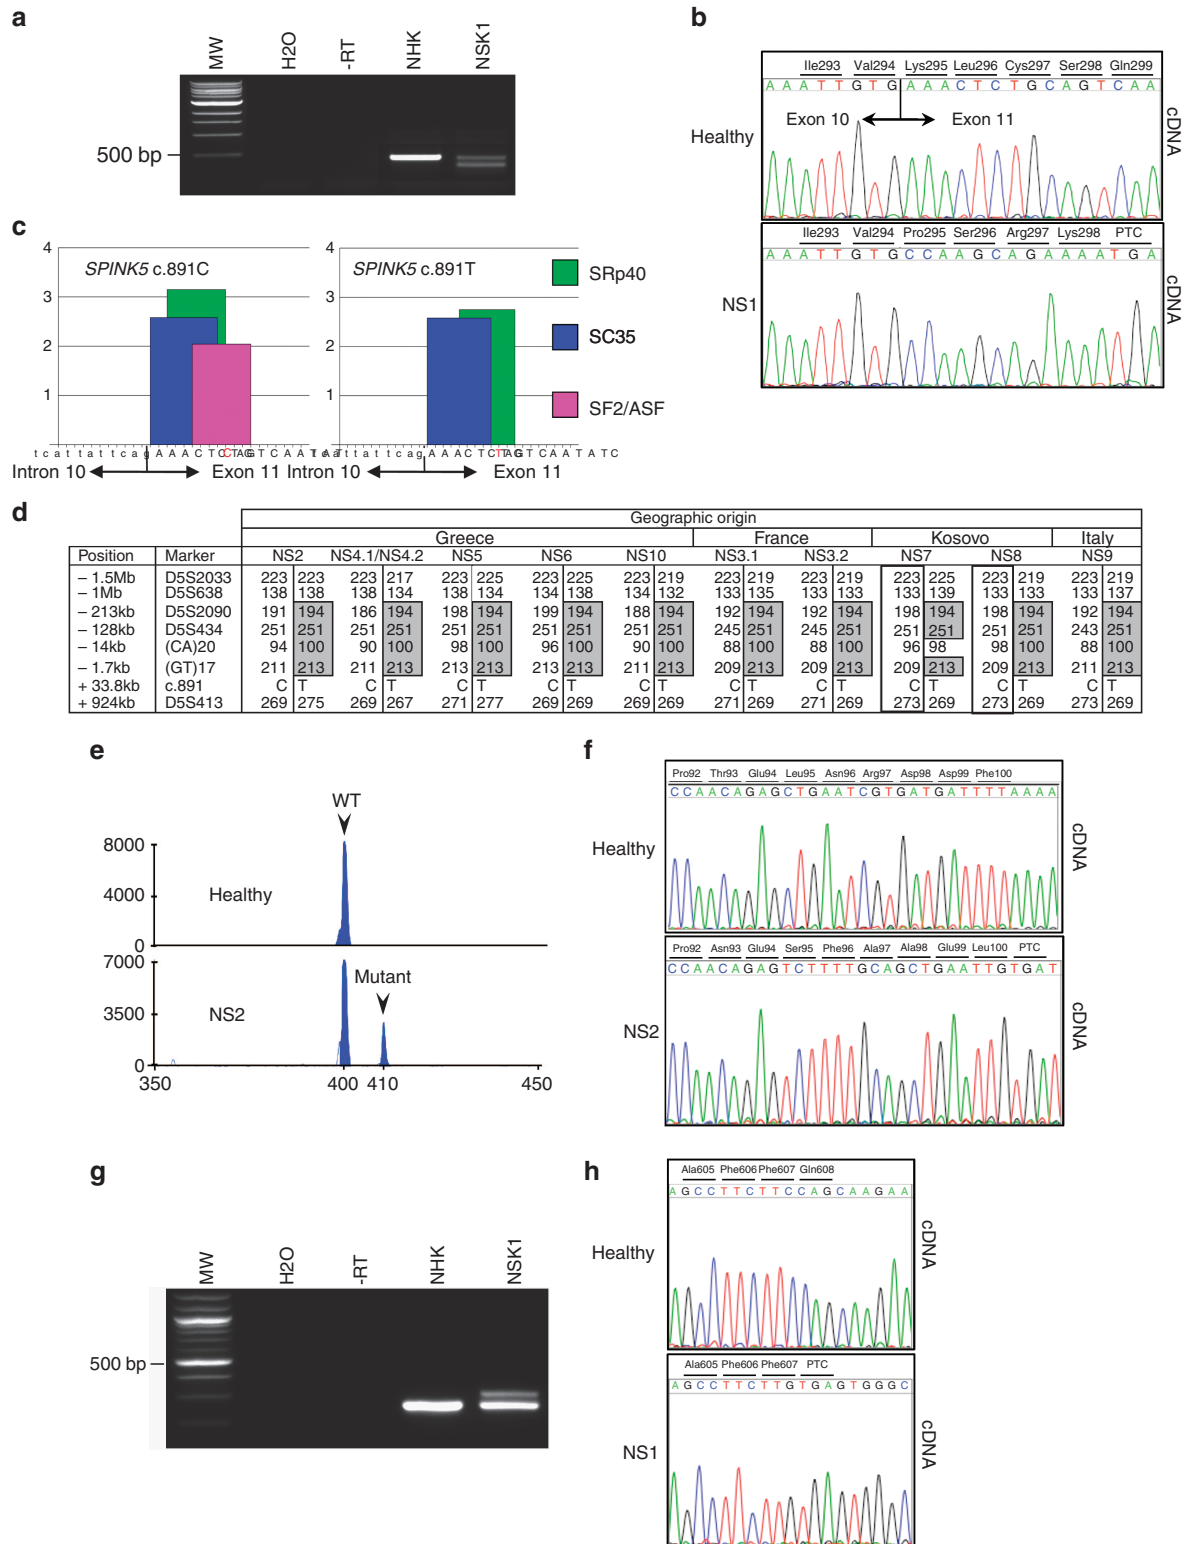 a
MW
H2O
-RT
NHK
NSK1
500 bp
b
Ile293 Val294 Lys295 Leu296 Cys297 Ser298 Gln299
A A A T T G T G A A A C T C T G C A G T C A A
Exon 10 Exon 11
Healthy
cDNA
Ile293 Val294 Pro295 Ser296 Arg297 Lys298 PTC
A A A T T G T G C C A A G C A G A A A A T G A
NS1
cDNA
c
4
3
2
1
SPINK5 c.891C
SPINK5 c.891T
SRp40
SC35
SF2/ASF
Intron 10 Exon 11 Intron 10 Exon 11
d
Geographic origin
Greece France Kosovo Italy
Position Marker NS2 NS4.1/NS4.2 NS5 NS6 NS10 NS3.1 NS3.2 NS7 NS8 NS9
– 1.5Mb D5S2033 223 223 223 217 223 225 223 225 223 219 223 219 223 219 223 225 223 219 223 219
– 1Mb D5S638 138 138 138 134 138 134 134 138 134 132 133 135 133 133 133 139 133 133 133 137
– 213kb D5S2090 191 194 186 194 198 194 199 194 188 194 192 194 192 194 198 194 198 194 192 194
– 128kb D5S434 251 251 251 251 251 251 251 251 251 251 245 251 245 251 251 251 251 251 243 251
– 14kb (CA)20 94 100 90 100 98 100 96 100 90 100 88 100 88 100 96 98 98 100 88 100
– 1.7kb (GT)17 211 213 211 213 211 213 213 213 211 213 209 213 209 213 209 213 209 213 211 213
+ 33.8kb c.891 C T C T C T C T C T C T C T C T C T C T
+ 924kb D5S413 269 275 269 267 271 277 269 269 269 269 271 269 271 269 273 269 273 269 273 269
e
WT
8000
4000
0
Healthy
7000
3500
0
Mutant
NS2
350 400 410 450
f
Pro92 Thr93 Glu94 Leu95 Asn96 Arg97 Asp98 Asp99 Phe100
C C A A C A G A G C T G A A T C G T G A T G A T T T T A A A A
Healthy
cDNA
Pro92 Asn93 Glu94 Ser95 Phe96 Ala97 Ala98 Glu99 Leu100 PTC
C C A A C A G A G T C T T T T G C A G C T G A A T T G T G A T
NS2
cDNA
g
MW
H2O
-RT
NHK
NSK1
500 bp
h
Ala605 Phe606 Phe607 Gln608
A G C C T T C T T C C A G C A A G A A
Healthy
cDNA
Ala605 Phe606 Phe607 PTC
A G C C T T C T T G T G A G T G G G C
NS1
cDNA